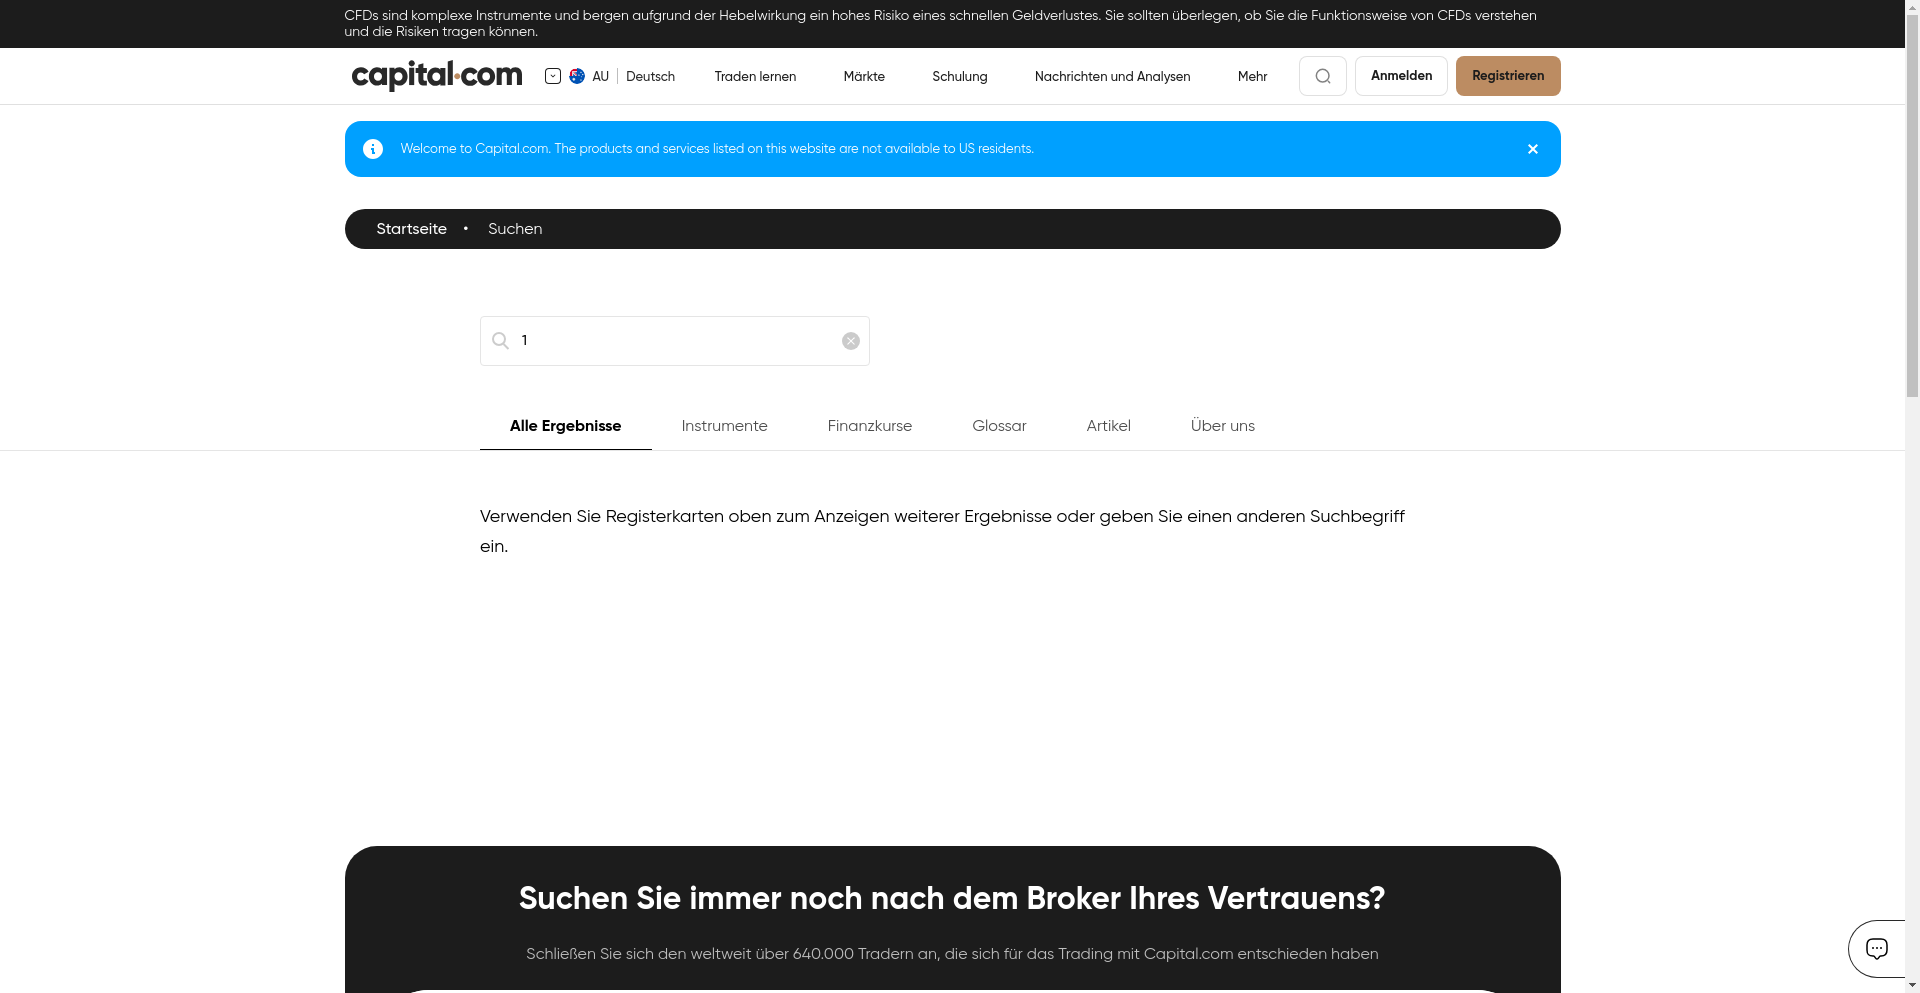 CFDs sind komplexe Instrumente und bergen aufgrund der Hebelwirkung ein hohes Risiko eines schnellen Geldverlustes. Sie sollten überlegen, ob Sie die Funktionsweise von CFDs verstehen
und die Risiken tragen können.
capital.com AU Deutsch Traden lernen Märkte Schulung Nachrichten und Analysen Mehr Anmelden Registrieren
Welcome to Capital.com. The products and services listed on this website are not available to US residents.
Startseite • Suchen
1
Alle Ergebnisse Instrumente Finanzkurse Glossar Artikel Über uns
Verwenden Sie Registerkarten oben zum Anzeigen weiterer Ergebnisse oder geben Sie einen anderen Suchbegriff
ein.
Suchen Sie immer noch nach dem Broker Ihres Vertrauens?
Schließen Sie sich den weltweit über 640.000 Tradern an, die sich für das Trading mit Capital.com entschieden haben